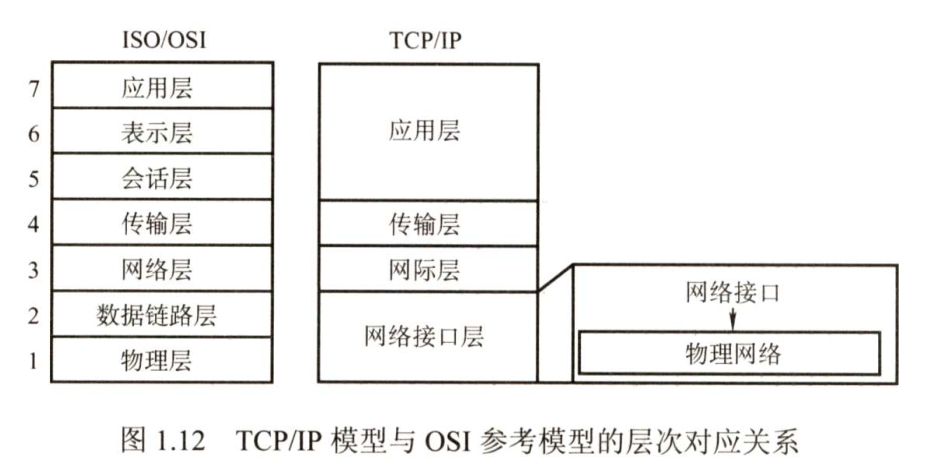 ISO/OSI TCP/IP
7 应用层
6 表示层
5 会话层
4 传输层
3 网络层
2 数据链路层
1 物理层
应用层
传输层
网际层
网络接口层
网络接口
物理网络
图 1.12 TCP/IP 模型与 OSI 参考模型的层次对应关系